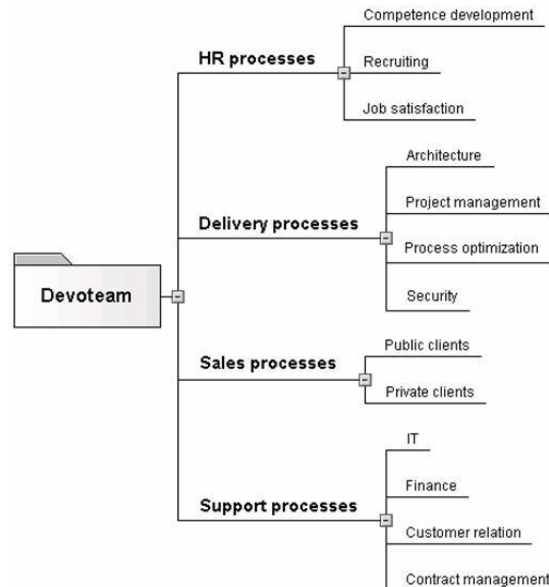 Devoteam
HR processes
Competence development
Recruiting
Job satisfaction
Delivery processes
Architecture
Project management
Process optimization
Security
Sales processes
Public clients
Private clients
Support processes
IT
Finance
Customer relation
Contract management